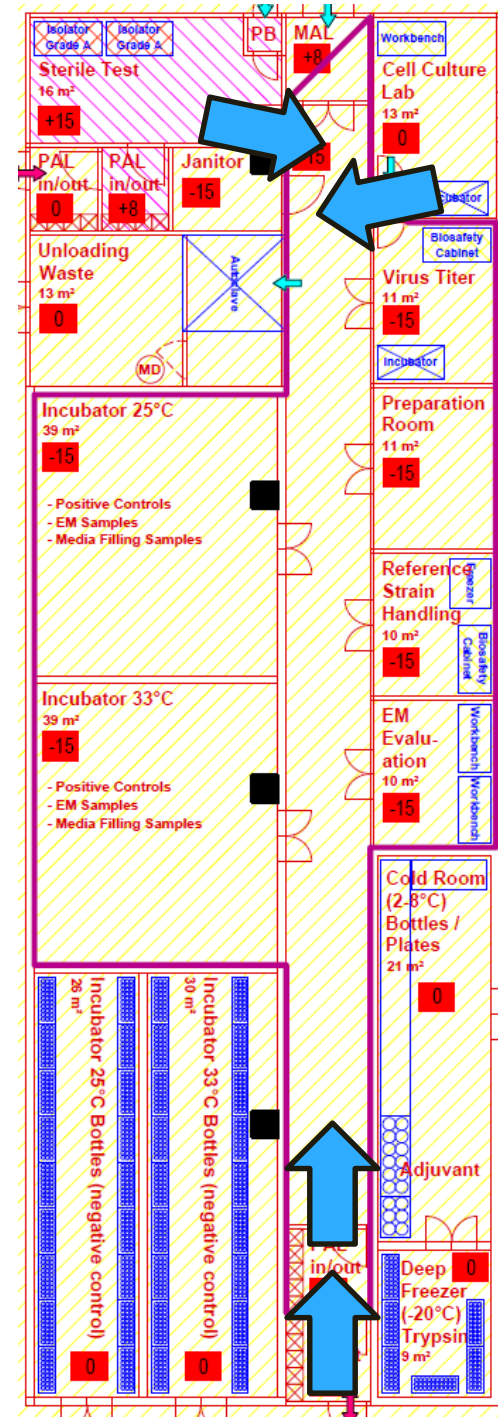 Isolator
Grade A
Isolator
Grade A
Sterile Test
16 m²
+15
PB
MAL
+8
Workbench
Cell Culture
Lab
13 m²
0
PAL
in/out
0
PAL
in/out
+8
Janitor
-15
Unloading
Waste
13 m²
0
Autoclave
MD
Biosafety
Cabinet
Virus Titer
11 m²
-15
Incubator
Incubator 25°C
39 m²
-15
- Positive Controls
- EM Samples
- Media Filling Samples
Preparation
Room
11 m²
-15
Reference
Strain
Handling
10 m²
-15
Freezer
Biosafety
Cabinet
Incubator 33°C
39 m²
-15
- Positive Controls
- EM Samples
- Media Filling Samples
EM
Evalu-
ation
10 m²
-15
Workbench
Workbench
Cold Room
(2-8°C)
Bottles /
Plates
21 m²
0
Adjuvant
Incubator 25°C Bottles (negative control)
26 m²
0
Incubator 33°C Bottles (negative control)
30 m²
0
in/out
Deep
Freezer
(-20°C)
Trypsin
9 m²
0